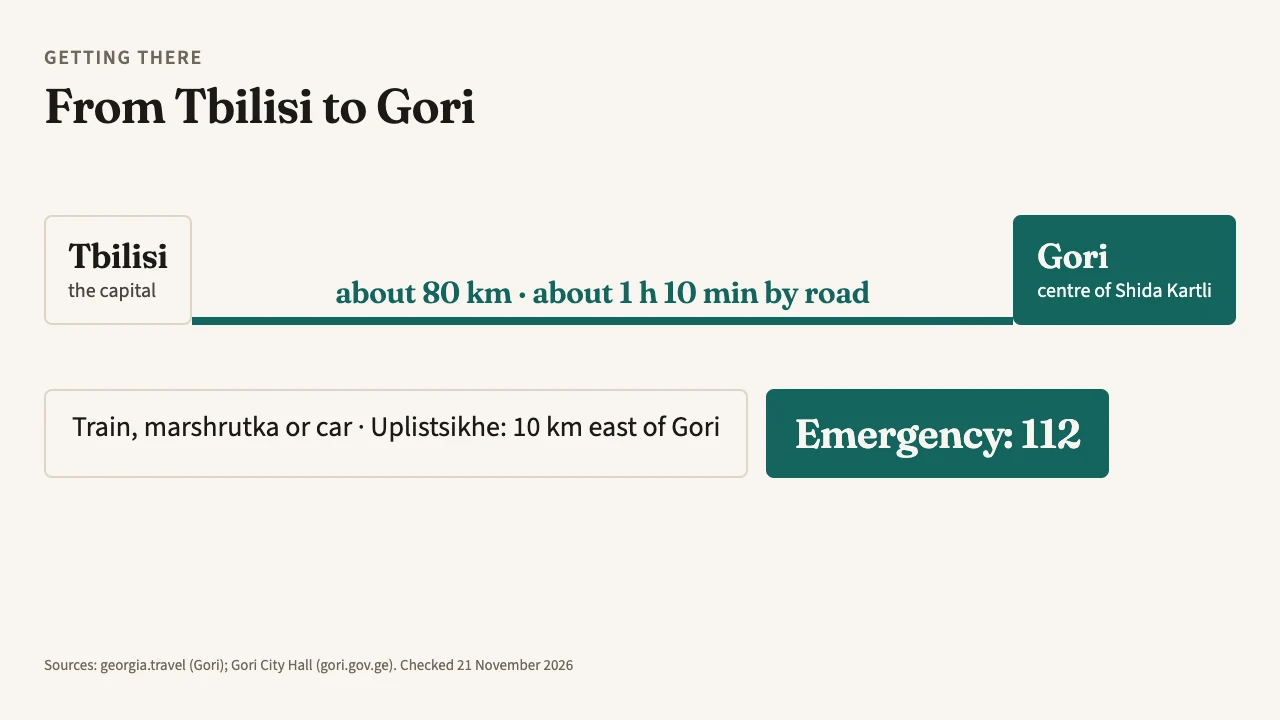 GETTING THERE
From Tbilisi to Gori
Tbilisi
the capital
about 80 km · about 1 h 10 min by road
Gori
centre of Shida Kartli
Train, marshrutka or car · Uplistsikhe: 10 km east of Gori
Emergency: 112
Sources: georgia.travel (Gori); Gori City Hall (gori.gov.ge). Checked 21 November 2026